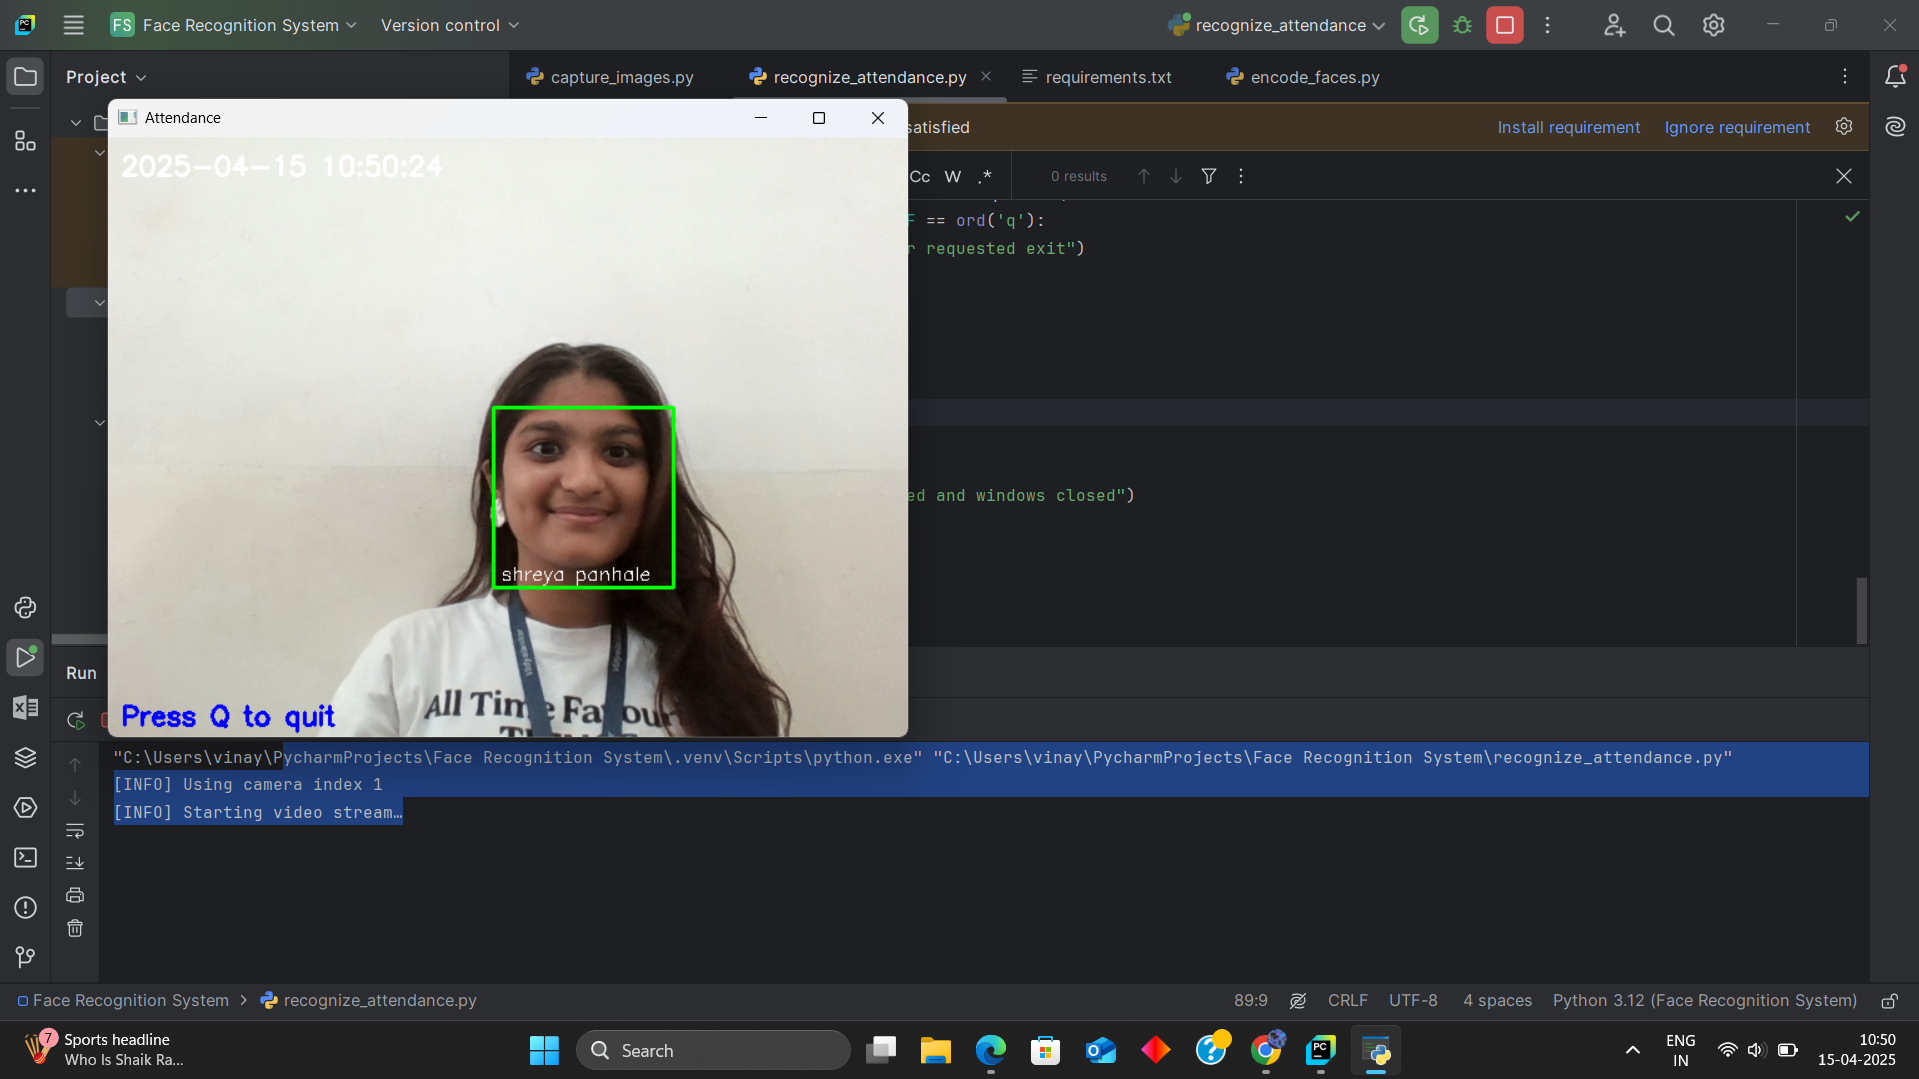 FS Face Recognition System
Version control
recognize_attendance
Project
capture_images.py
recognize_attendance.py
requirements.txt
encode_faces.py
Attendance
satisfied
Install requirement
Ignore requirement
Cc W .*
0 results
2025-04-15 10:50:24
F == ord('q'):
r requested exit")
ed and windows closed")
shreya panhale
All Time Favour
Press Q to quit
Run
"C:\Users\vinay\PycharmProjects\Face Recognition System\.venv\Scripts\python.exe" "C:\Users\vinay\PycharmProjects\Face Recognition System\recognize_attendance.py"
[INFO] Using camera index 1
[INFO] Starting video stream…
Face Recognition System > recognize_attendance.py
89:9
CRLF
UTF-8
4 spaces
Python 3.12 (Face Recognition System)
7
Sports headline
Who Is Shaik Ra...
Search
PC
ENG
IN
10:50
15-04-2025